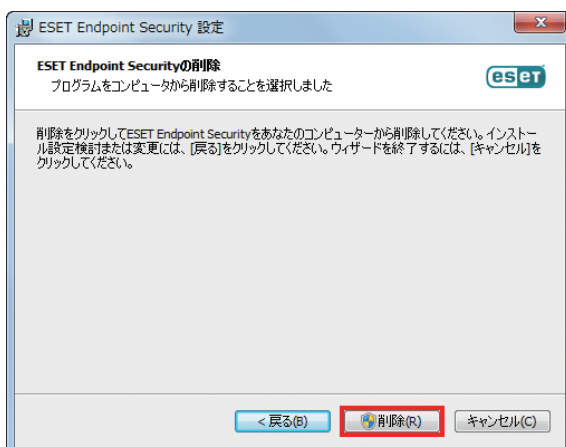 ESET Endpoint Security 設定
ESET Endpoint Securityの削除
プログラムをコンピュータから削除することを選択しました
eset
削除をクリックしてESET Endpoint Securityをあなたのコンピューターから削除してください。インストー
ル設定検討または変更には、[戻る]をクリックしてください。ウィザードを終了するには、[キャンセル]を
クリックしてください。
< 戻る(B)
削除(R)
キャンセル(C)